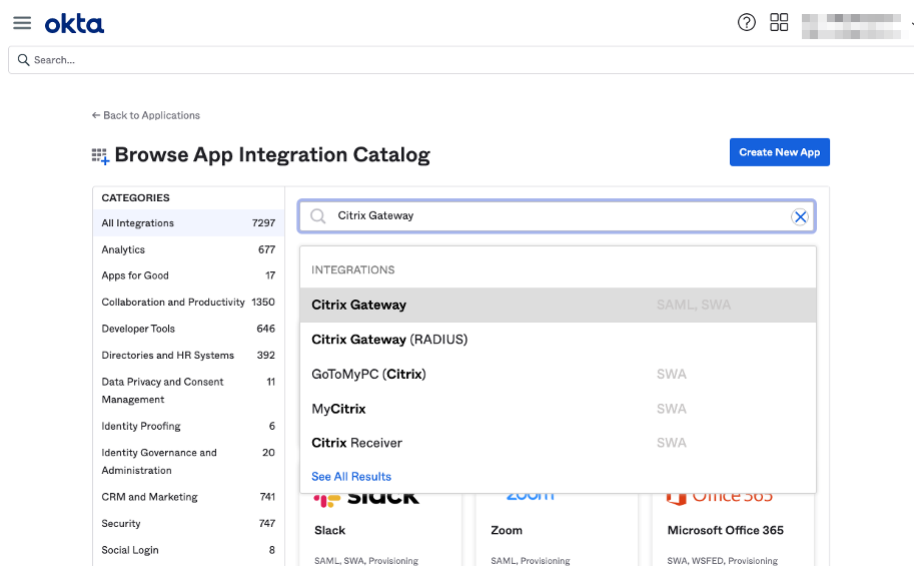 okta
Search...
← Back to Applications
Browse App Integration Catalog
Create New App
CATEGORIES
All Integrations 7297
Analytics 677
Apps for Good 17
Collaboration and Productivity 1350
Developer Tools 646
Directories and HR Systems 392
Data Privacy and Consent
Management 11
Identity Proofing 6
Identity Governance and
Administration 20
CRM and Marketing 741
Security 747
Social Login 8
Citrix Gateway
INTEGRATIONS
Citrix Gateway SAML, SWA
Citrix Gateway (RADIUS)
GoToMyPC (Citrix) SWA
MyCitrix SWA
Citrix Receiver SWA
See All Results
slack
zoom
Office 365
Slack
Zoom
Microsoft Office 365
SAML, SWA, Provisioning
SAML, Provisioning
SWA, WSFED, Provisioning